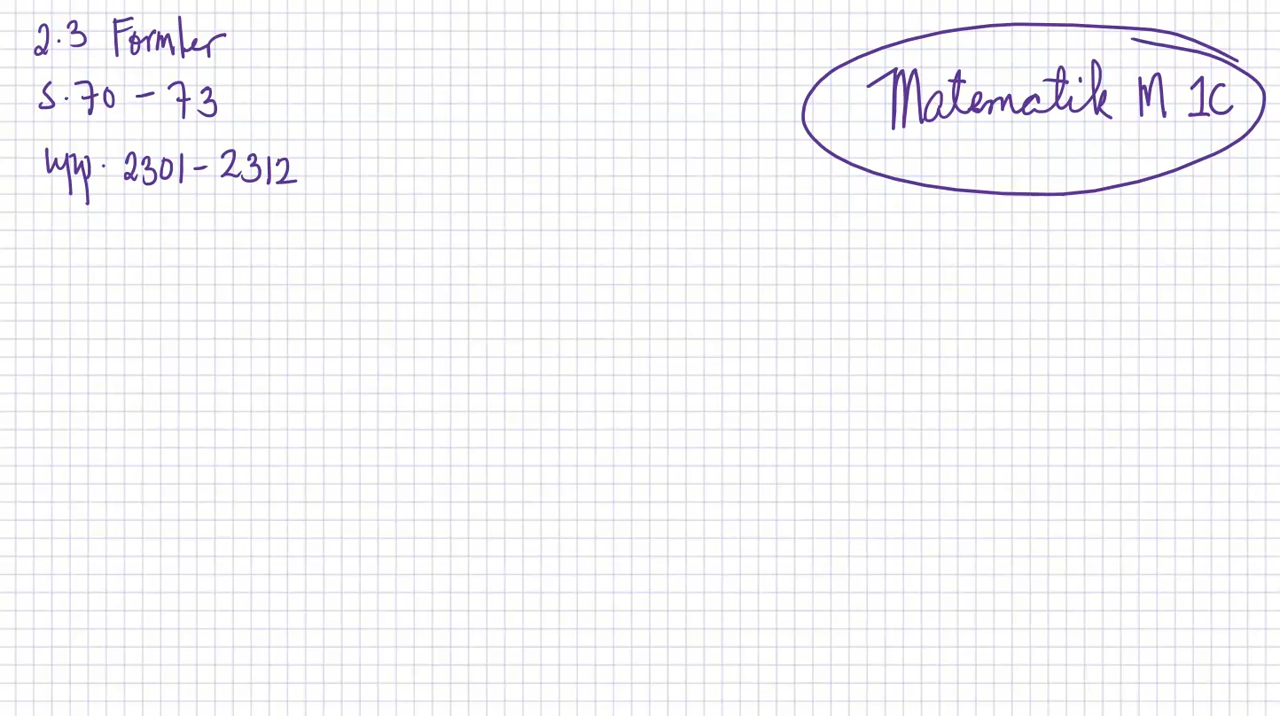 2.3 Formler
s.70 - 73
upp. 2301 - 2312
Matematik M 1c